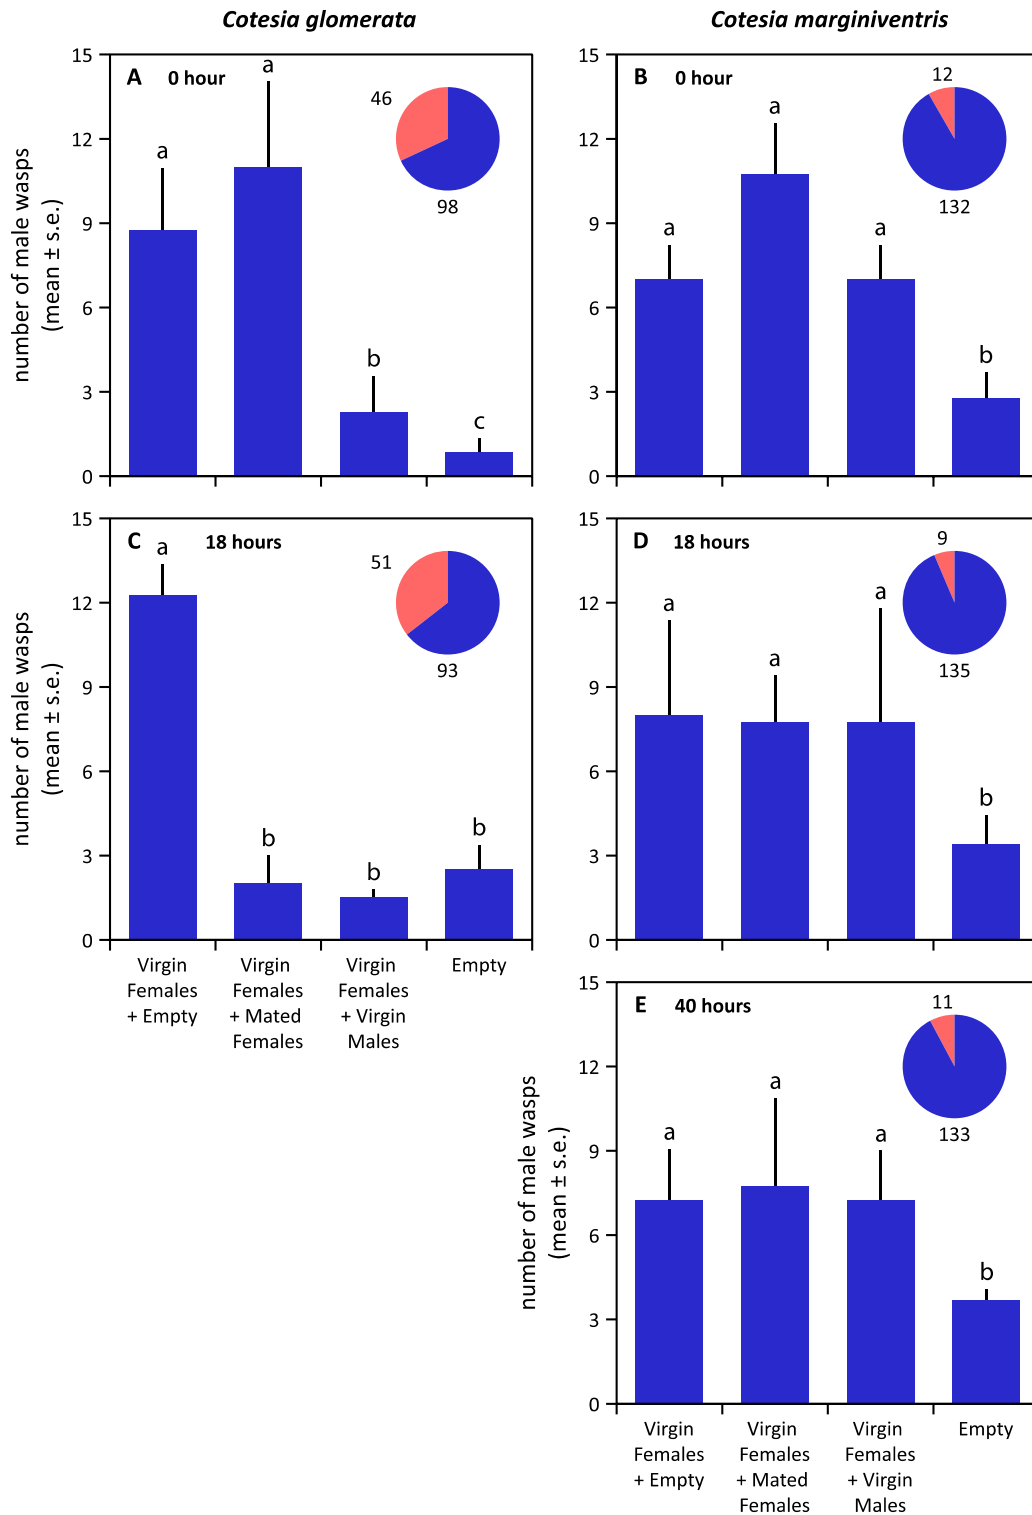 Cotesia glomerata
Cotesia marginiventris
number of male wasps
(mean ± s.e.)
15
12
9
6
3
0
A 0 hour
a
a
b
c
46
98
15
12
9
6
3
0
B 0 hour
a
a
a
b
12
132
number of male wasps
(mean ± s.e.)
15
12
9
6
3
0
C 18 hours
a
b
b
b
51
93
Virgin
Females
+ Empty
Virgin
Females
+ Mated
Females
Virgin
Females
+ Virgin
Males
Empty
15
12
9
6
3
0
D 18 hours
a
a
a
b
9
135
number of male wasps
(mean ± s.e.)
15
12
9
6
3
0
E 40 hours
a
a
a
b
11
133
Virgin
Females
+ Empty
Virgin
Females
+ Mated
Females
Virgin
Females
+ Virgin
Males
Empty